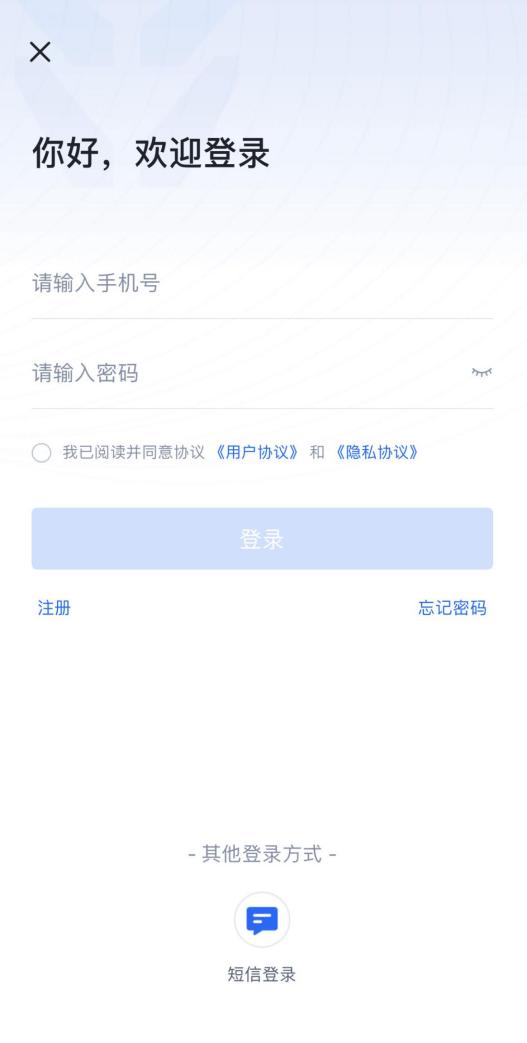 你好，欢迎登录
请输入手机号
请输入密码
我已阅读并同意协议《用户协议》和《隐私协议》
登录
注册 忘记密码
- 其他登录方式 -
短信登录